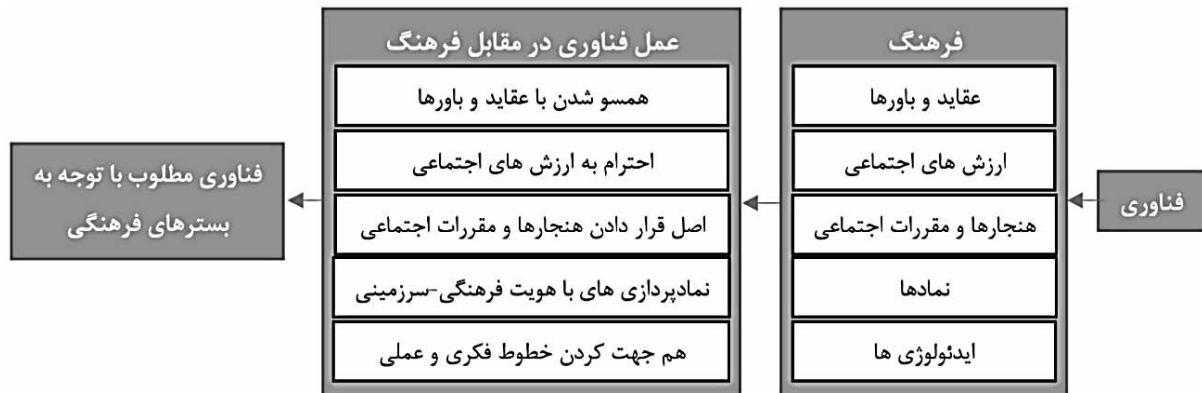 فناوری
فرهنگ
عقاید و باورها
ارزش های اجتماعی
هنجارها و مقررات اجتماعی
نمادها
ایدئولوژی ها
عمل فناوری در مقابل فرهنگ
همسو شدن با عقاید و باورها
احترام به ارزش های اجتماعی
اصل قرار دادن هنجارها و مقررات اجتماعی
نمادپردازی های با هویت فرهنگی-سرزمینی
هم جهت کردن خطوط فکری و عملی
فناوری مطلوب با توجه به
بسترهای فرهنگی